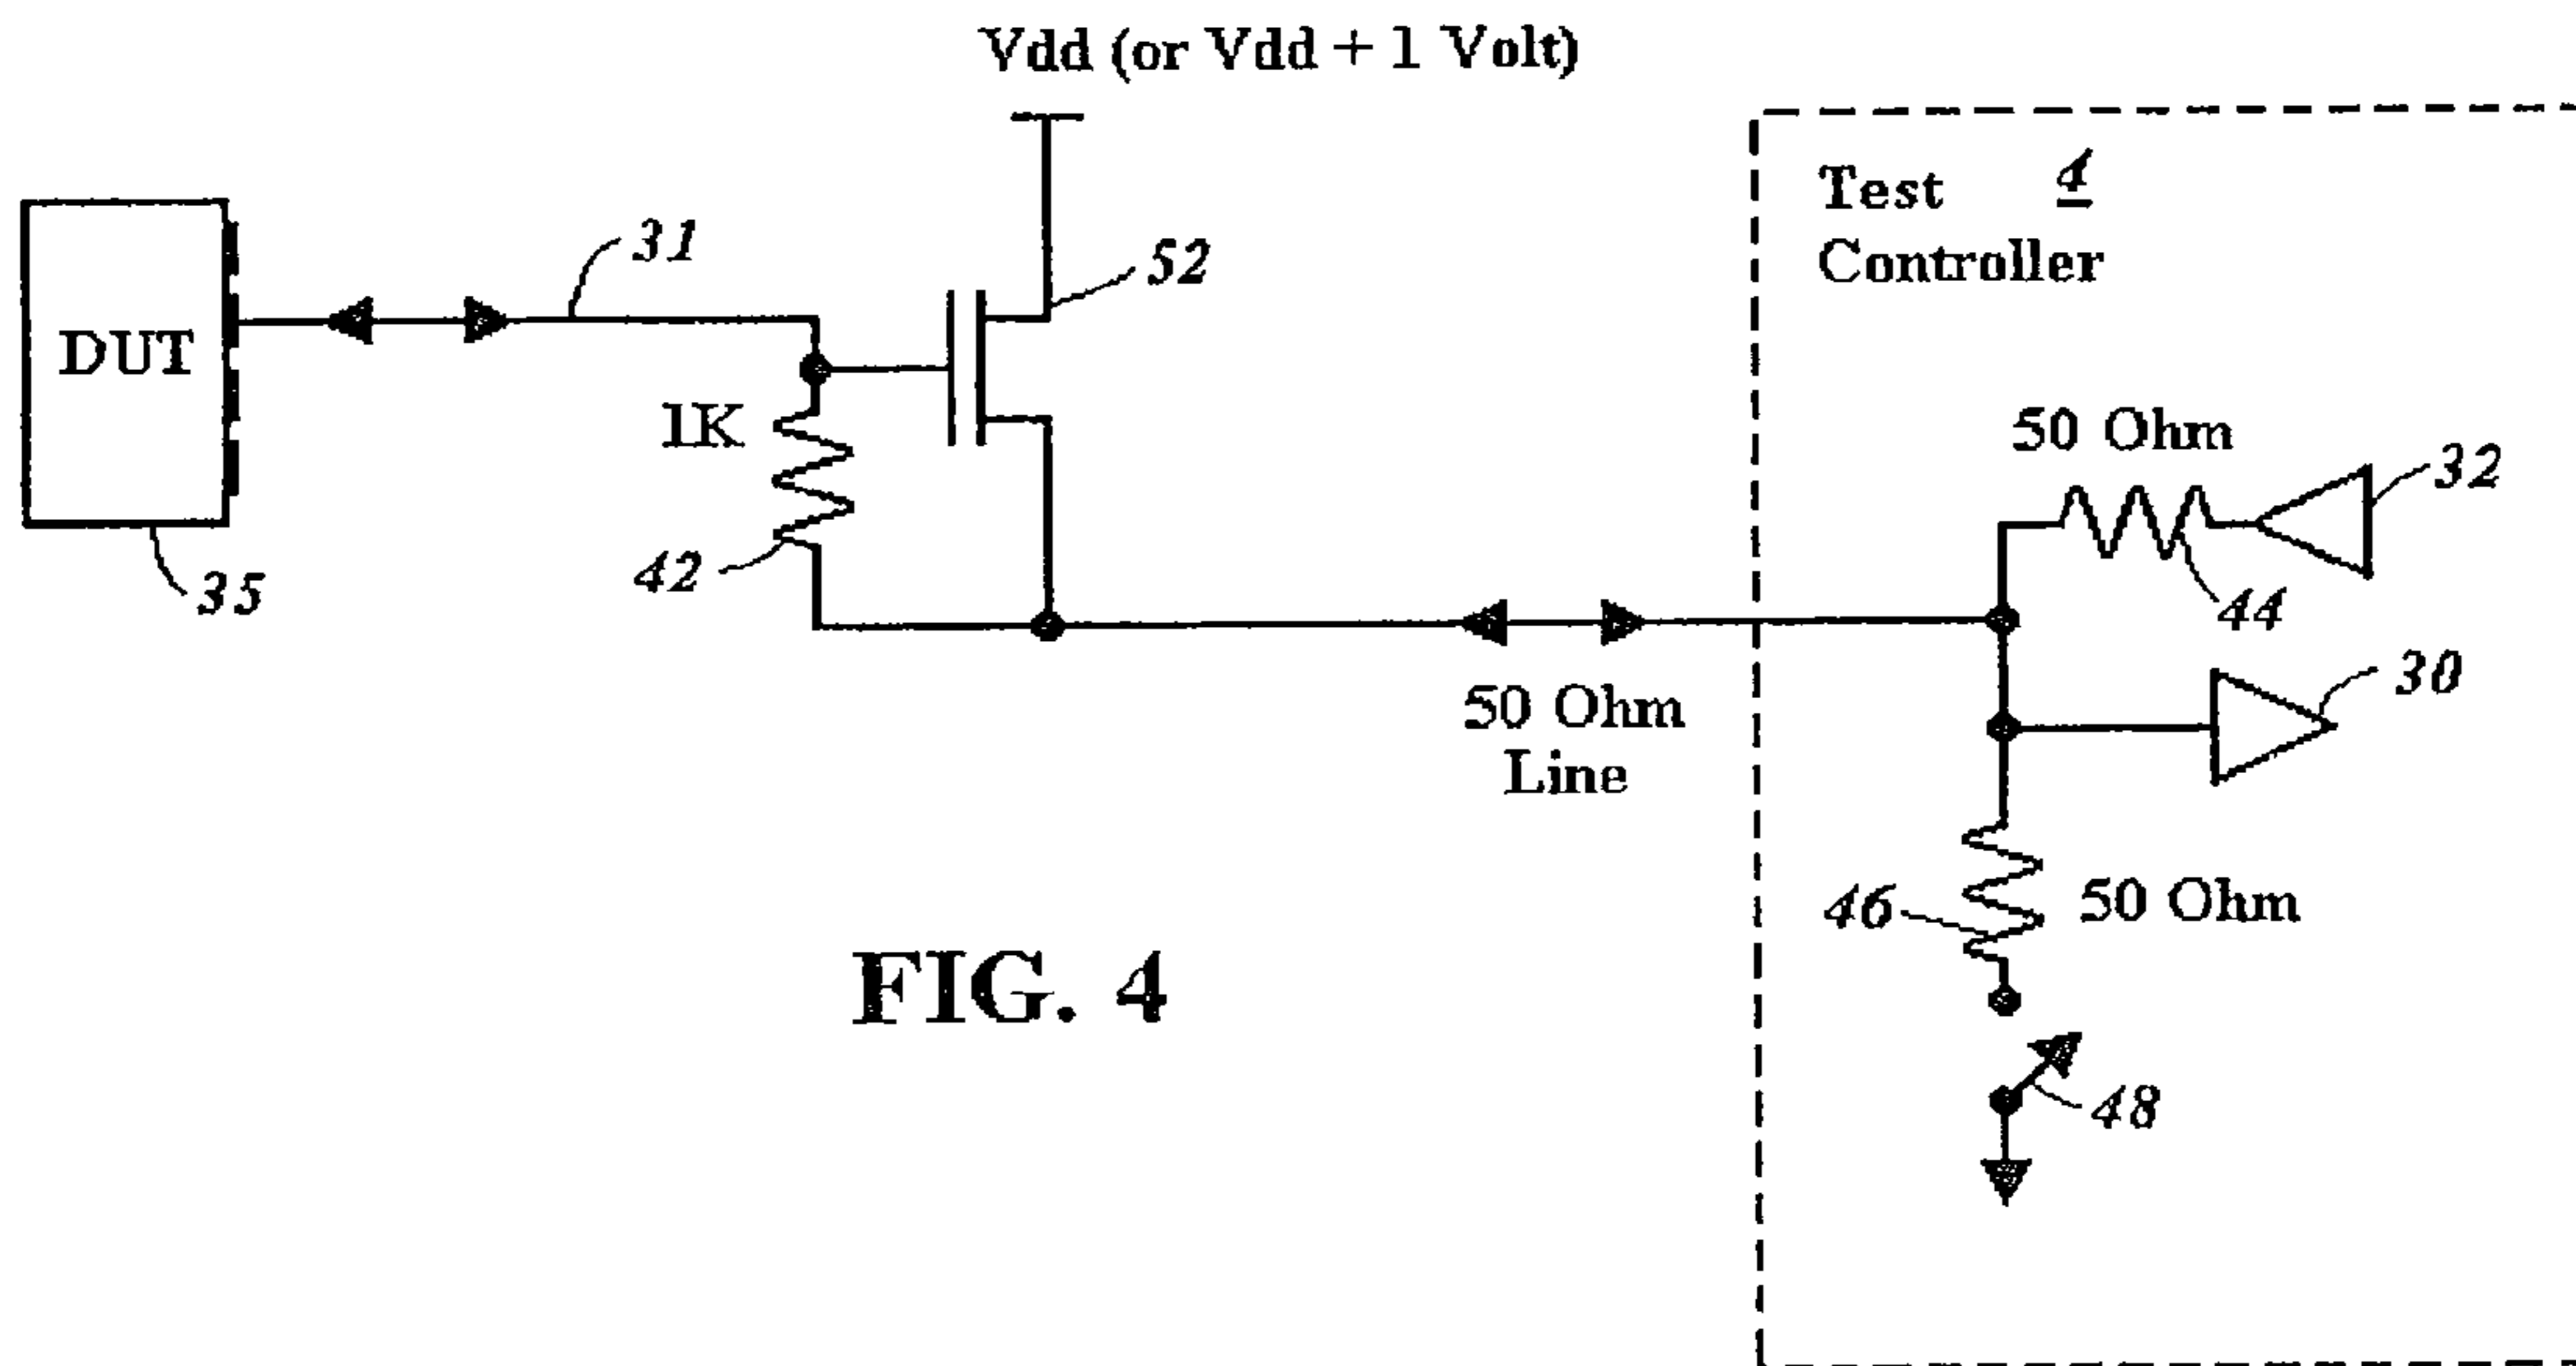 Vdd (or Vdd + 1 Volt)
Test 4
Controller
31
52
DUT
1K
50 Ohm
32
42
35
44
30
50 Ohm
Line
46
50 Ohm
FIG. 4
48